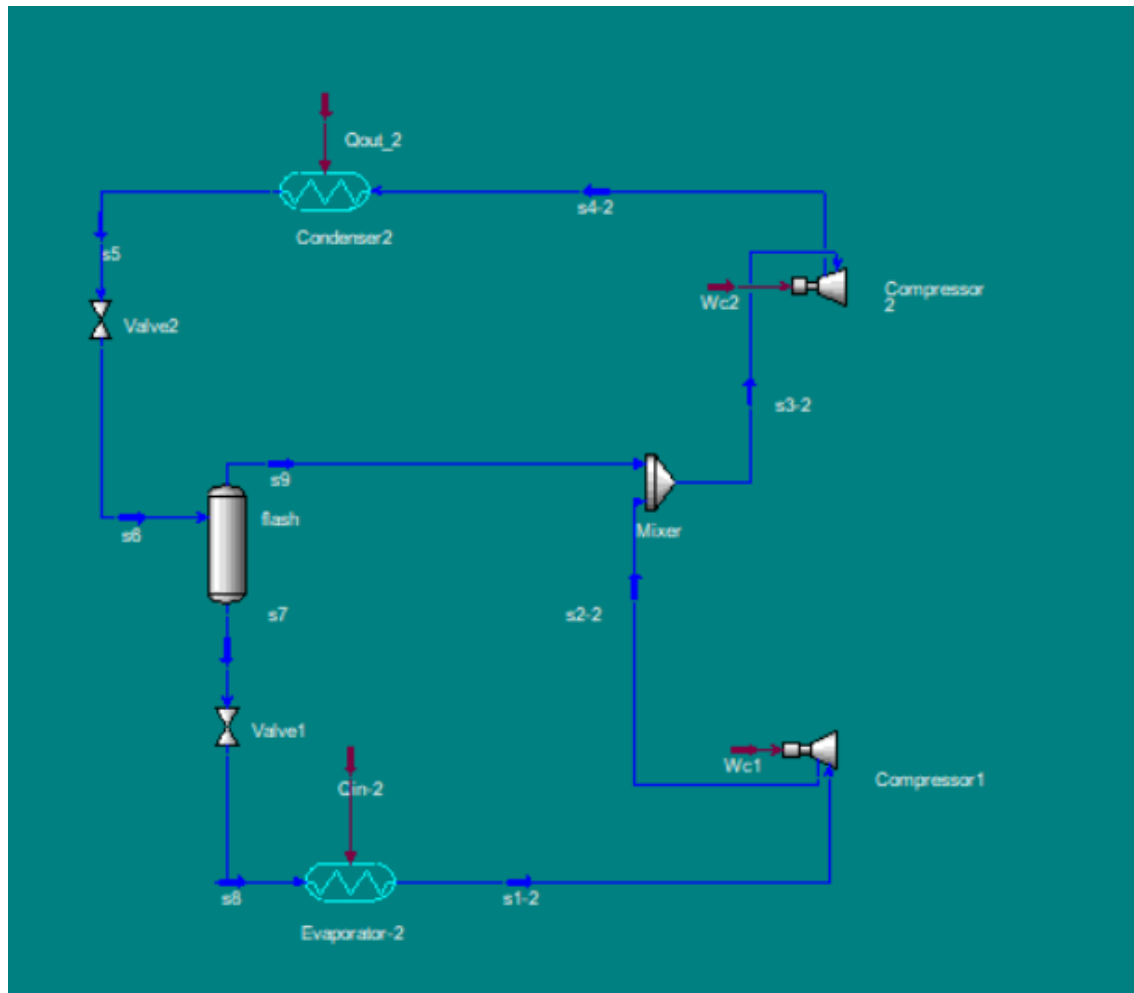 Qout_2
s4-2
Condenser2
s5
Compressor
2
Wc2
Valve2
s3-2
s9
flash
s6
Mixer
s7
s2-2
Valve1
Wc1
Compressor1
Qin-2
s8
s1-2
Evaporator-2